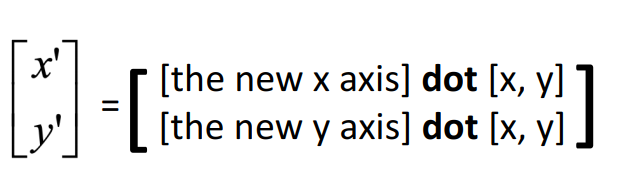 x'
y'
=
[the new x axis] dot [x, y]
[the new y axis] dot [x, y]